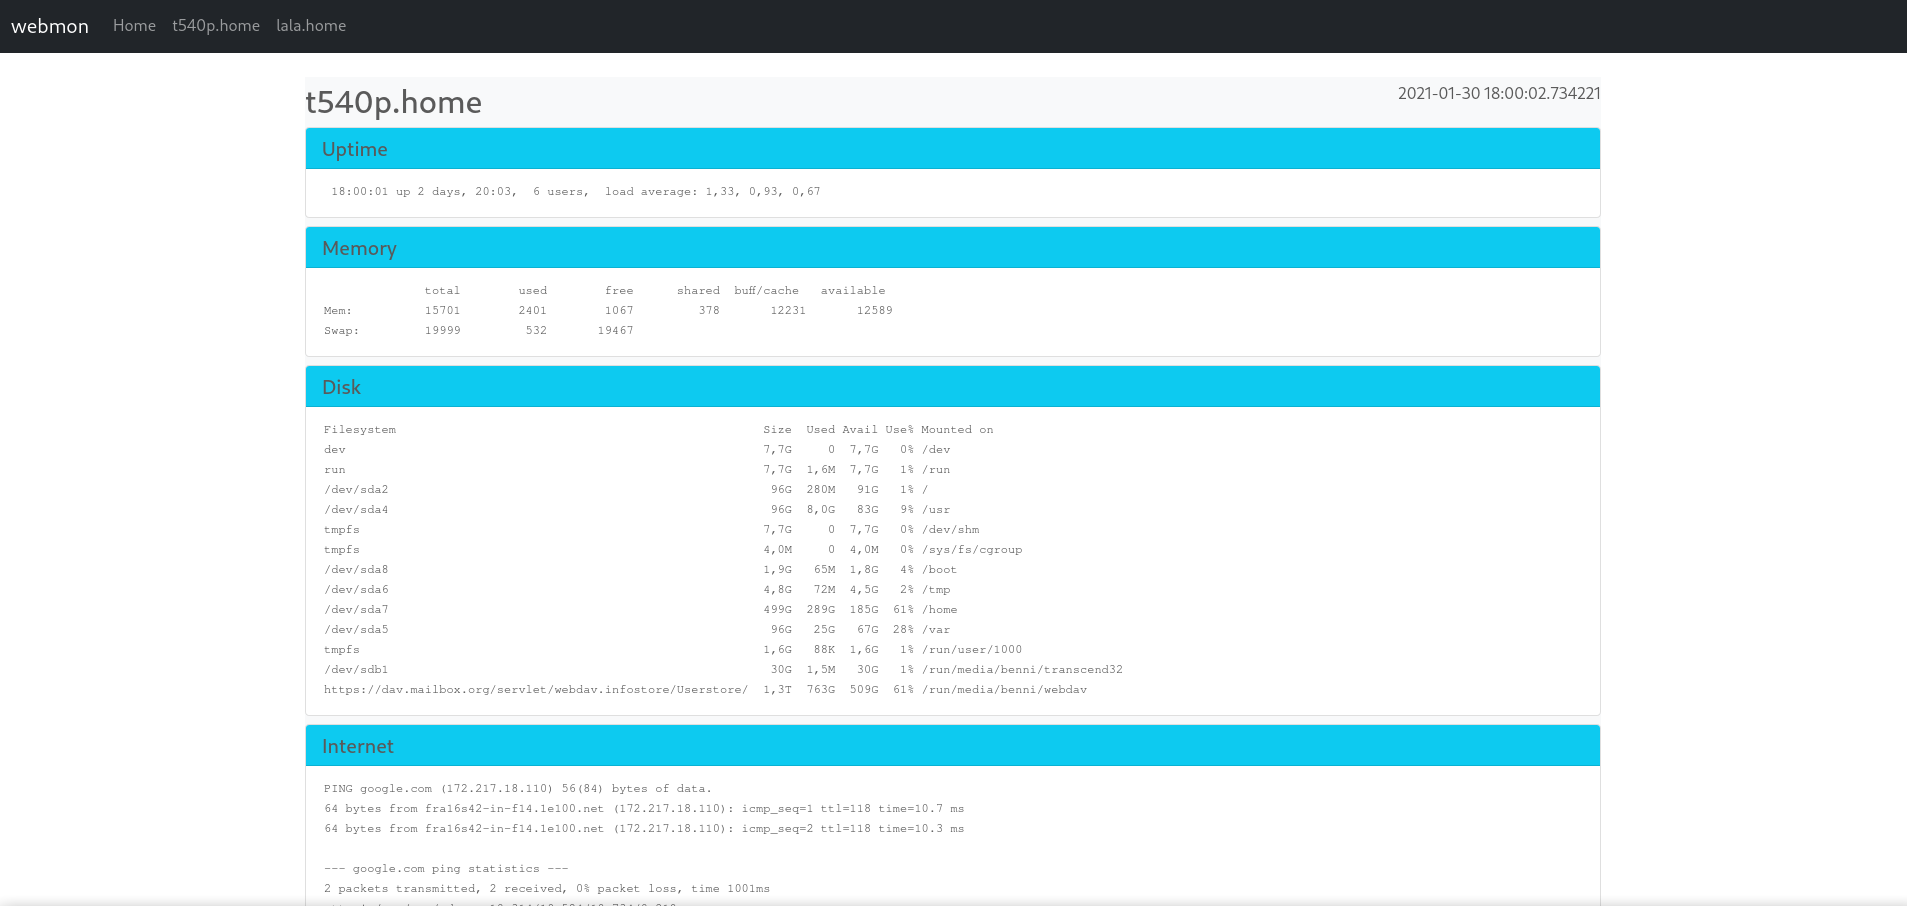 webmon Home t540p.home lala.home
t540p.home 2021-01-30 18:00:02.734221
Uptime
18:00:01 up 2 days, 20:03,  6 users,  load average: 1,33, 0,93, 0,67
Memory
total used free shared buff/cache available
Mem: 15701 2401 1067 378 12231 12589
Swap: 19999 532 19467
Disk
Filesystem Size Used Avail Use% Mounted on
dev 7,7G 0 7,7G 0% /dev
run 7,7G 1,6M 7,7G 1% /run
/dev/sda2 96G 280M 91G 1% /
/dev/sda4 96G 8,0G 83G 9% /usr
tmpfs 7,7G 0 7,7G 0% /dev/shm
tmpfs 4,0M 0 4,0M 0% /sys/fs/cgroup
/dev/sda8 1,9G 65M 1,8G 4% /boot
/dev/sda6 4,8G 72M 4,5G 2% /tmp
/dev/sda7 499G 289G 185G 61% /home
/dev/sda5 96G 25G 67G 28% /var
tmpfs 1,6G 88K 1,6G 1% /run/user/1000
/dev/sdb1 30G 1,5M 30G 1% /run/media/benni/transcend32
https://dav.mailbox.org/servlet/webdav.infostore/Userstore/ 1,3T 763G 509G 61% /run/media/benni/webdav
Internet
PING google.com (172.217.18.110) 56(84) bytes of data.
64 bytes from fra16s42-in-f14.1e100.net (172.217.18.110): icmp_seq=1 ttl=118 time=10.7 ms
64 bytes from fra16s42-in-f14.1e100.net (172.217.18.110): icmp_seq=2 ttl=118 time=10.3 ms
--- google.com ping statistics ---
2 packets transmitted, 2 received, 0% packet loss, time 1001ms